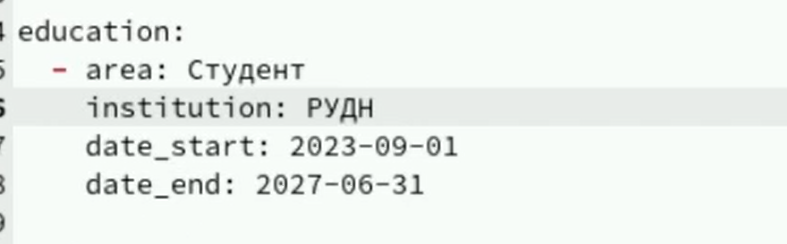 education:
- area: Студент
institution: РУДН
date_start: 2023-09-01
date_end: 2027-06-31